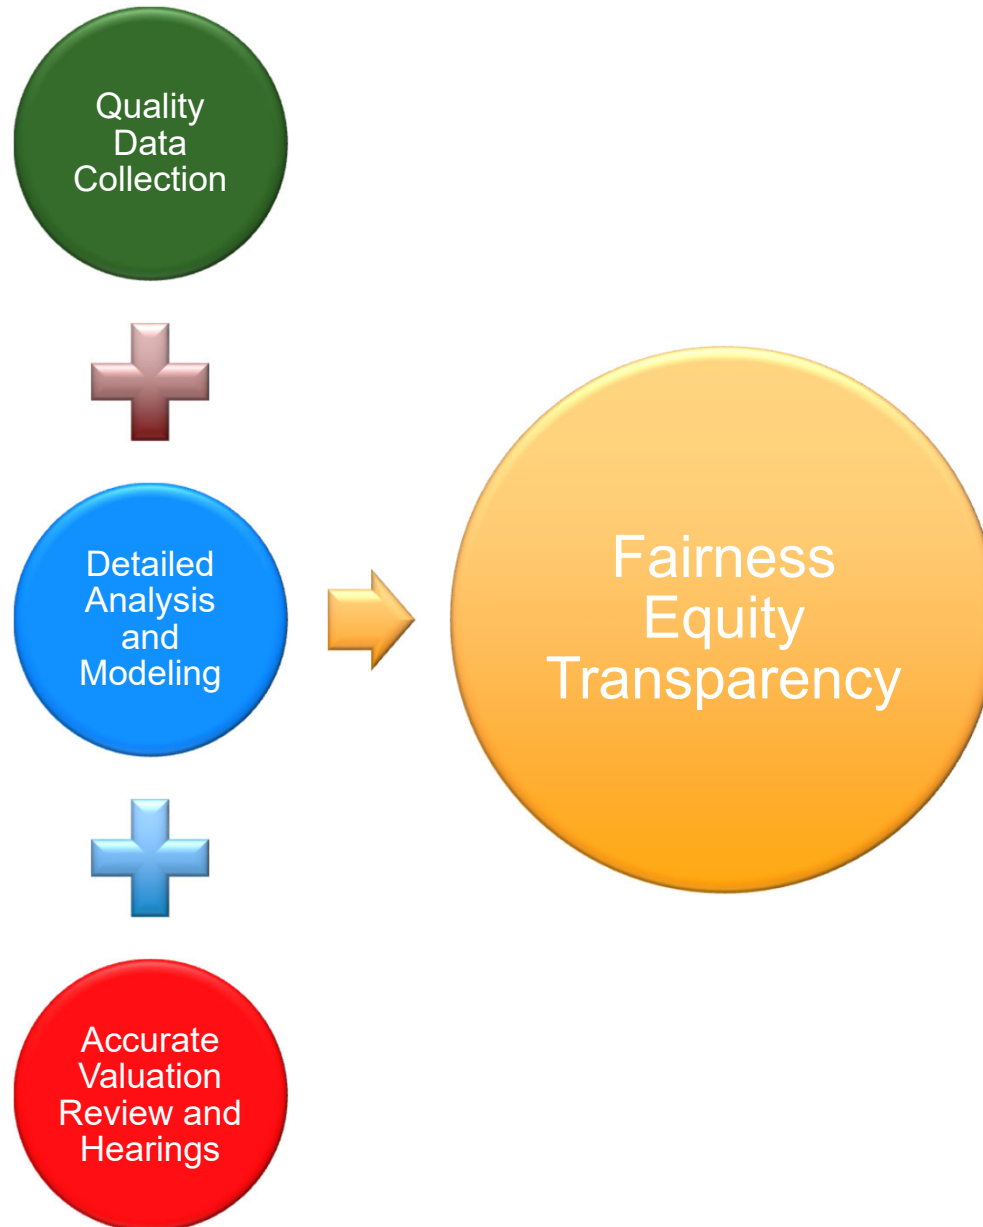 Quality
Data
Collection
Detailed
Analysis
and
Modeling
Accurate
Valuation
Review and
Hearings
Fairness
Equity
Transparency